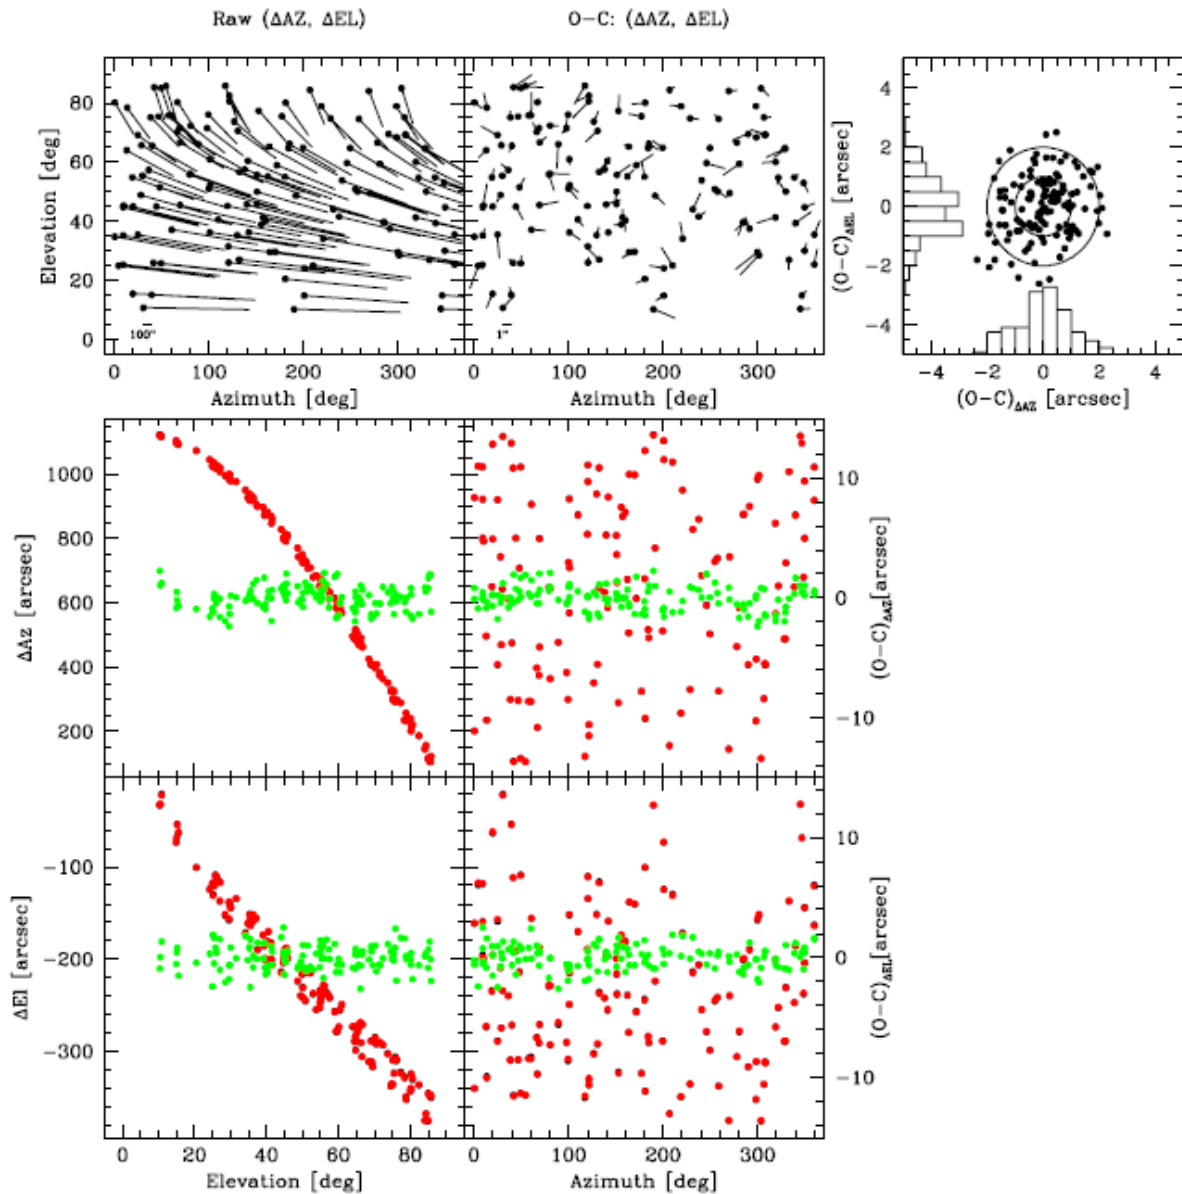 Raw (ΔAZ, ΔEL) O-C: (ΔAZ, ΔEL)
Elevation [deg]
80
60
40
20
0
100"
1"
0 100 200 300
0 100 200 300
Azimuth [deg] Azimuth [deg]
(O-C)ΔEL [arcsec]
4
2
0
-2
-4
-4 -2 0 2 4
(O-C)ΔAZ [arcsec]
ΔAz [arcsec]
1000
800
600
400
200
10
0
-10
(O-C)ΔAZ [arcsec]
ΔEl [arcsec]
-100
-200
-300
10
0
-10
(O-C)ΔEL [arcsec]
0 20 40 60 80
0 100 200 300
Elevation [deg] Azimuth [deg]